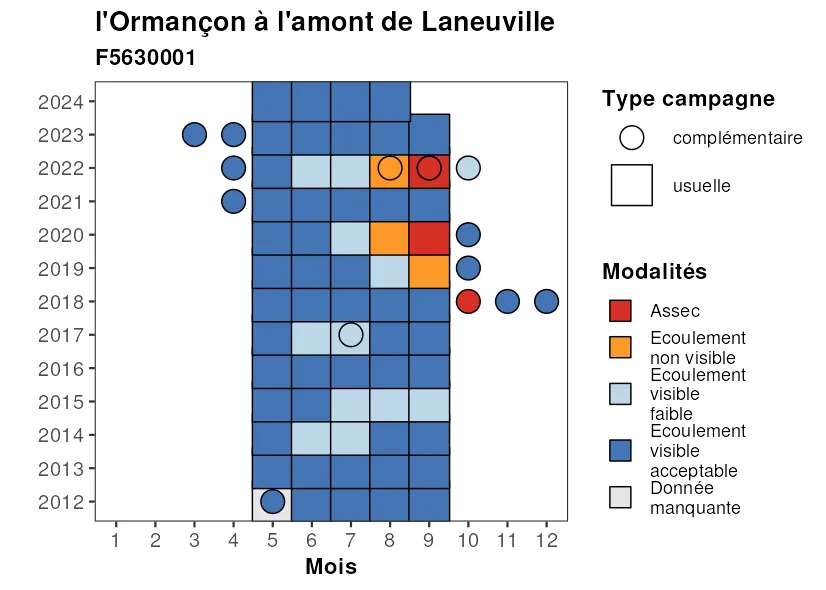 l'Ormançon à l'amont de Laneuville
F5630001
2024
2023
2022
2021
2020
2019
2018
2017
2016
2015
2014
2013
2012
1 2 3 4 5 6 7 8 9 10 11 12
Mois
Type campagne
complémentaire
usuelle
Modalités
Assec
Ecoulement
non visible
Ecoulement
visible
faible
Ecoulement
visible
acceptable
Donnée
manquante